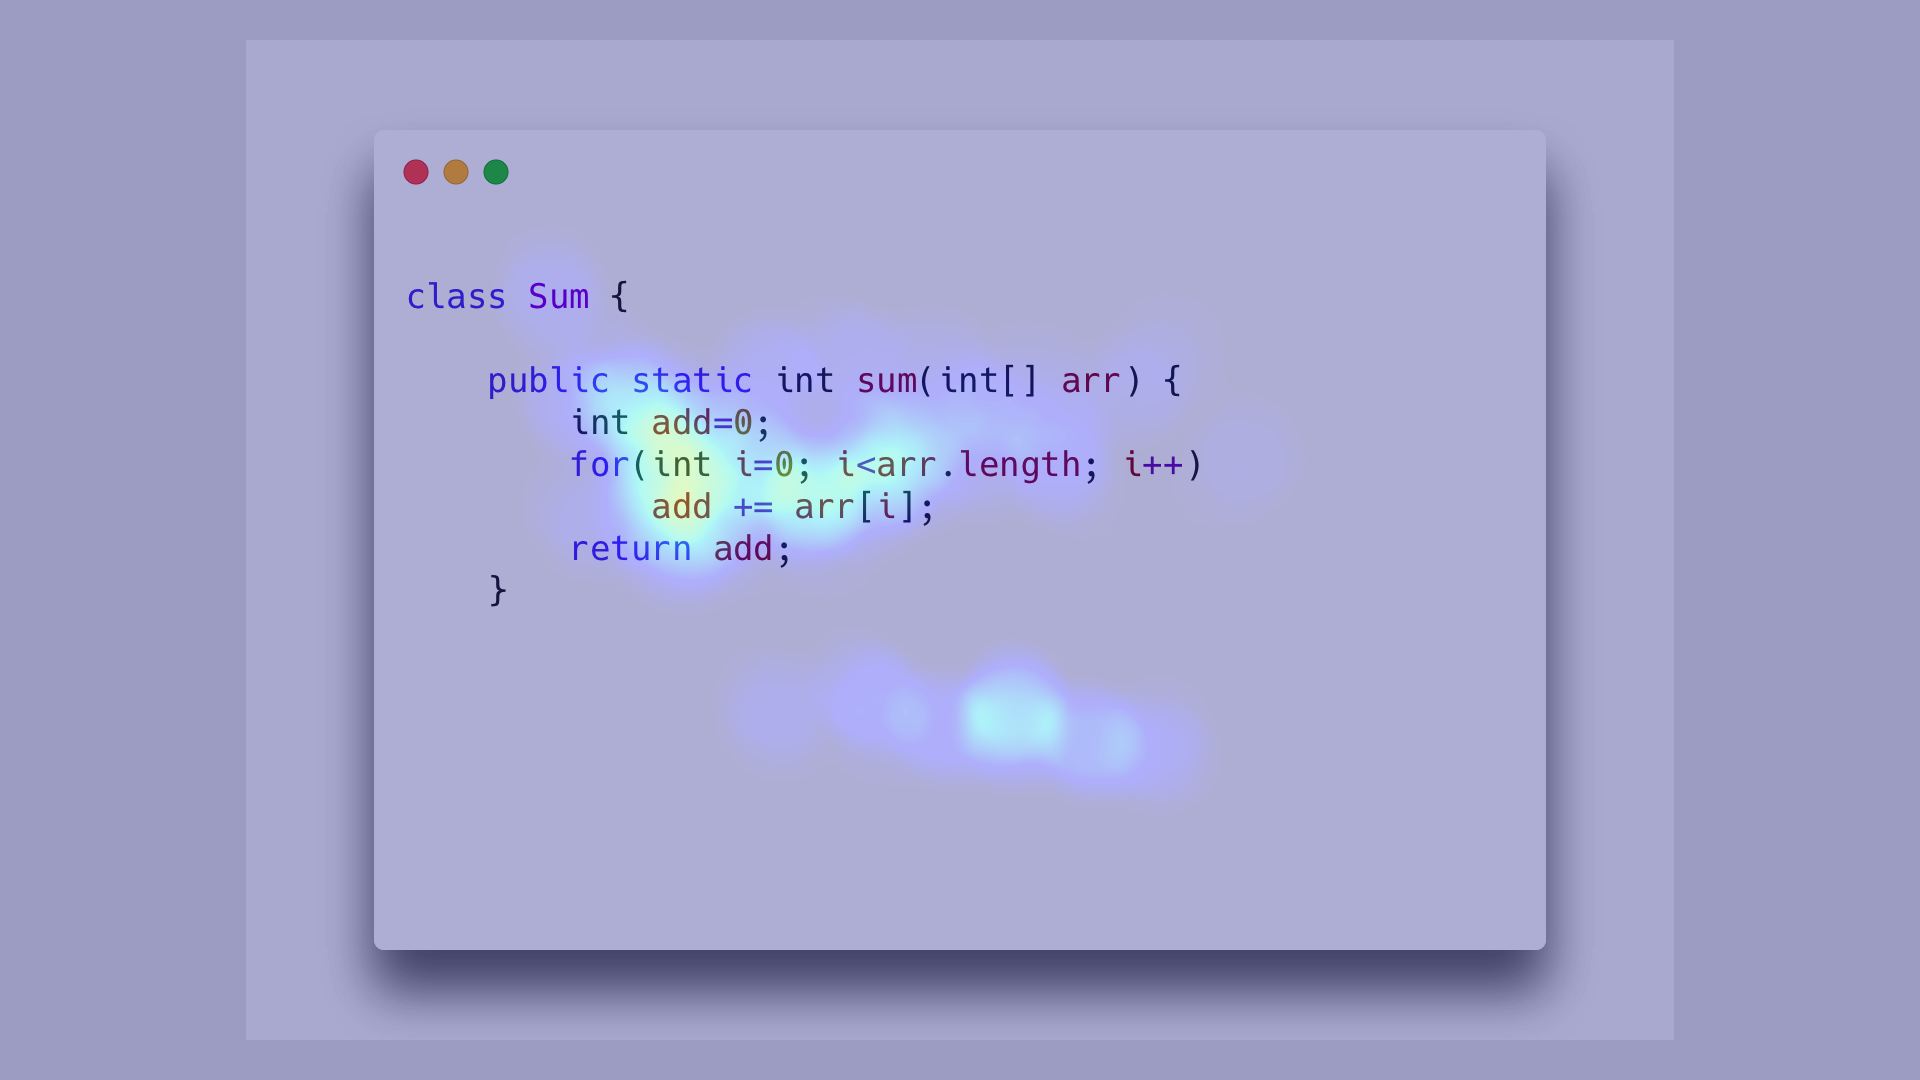 class Sum {
public static int sum(int[] arr) {
int add=0;
for(int i=0; i<arr.length; i++)
add += arr[i];
return add;
}